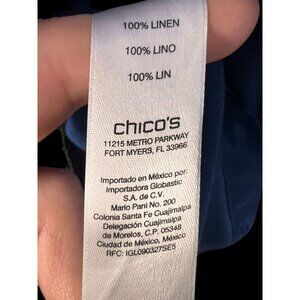 100% LINEN
100% LINO
100% LIN
chico's
11215 METRO PARKWAY
FORT MYERS, FL 33966
Importado en México por:
Importadora Globastic
S.A. de C.V.
Mario Pani No. 200
Colonia Santa Fe Cuajimalpa
Delegación Cuajimalpa
de Morelos, C.P. 05348
Ciudad de México, México
RFC: IGL090327SE5